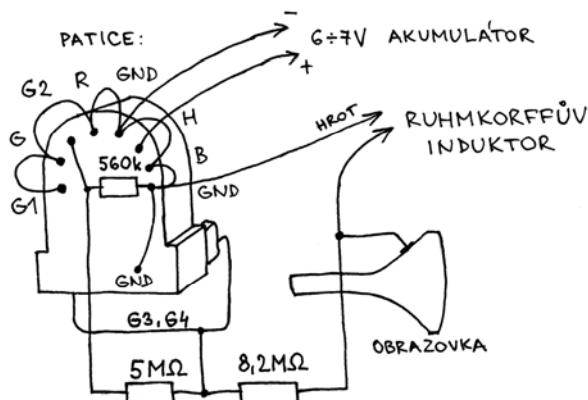 PATICE:
G2
R
GND
H
G
B
G1
560k
GND
GND
−
6÷7V AKUMULÁTOR
+
HROT
RUHMKORFFŮV
INDUKTOR
G3,G4
5MΩ
8,2MΩ
OBRAZOVKA